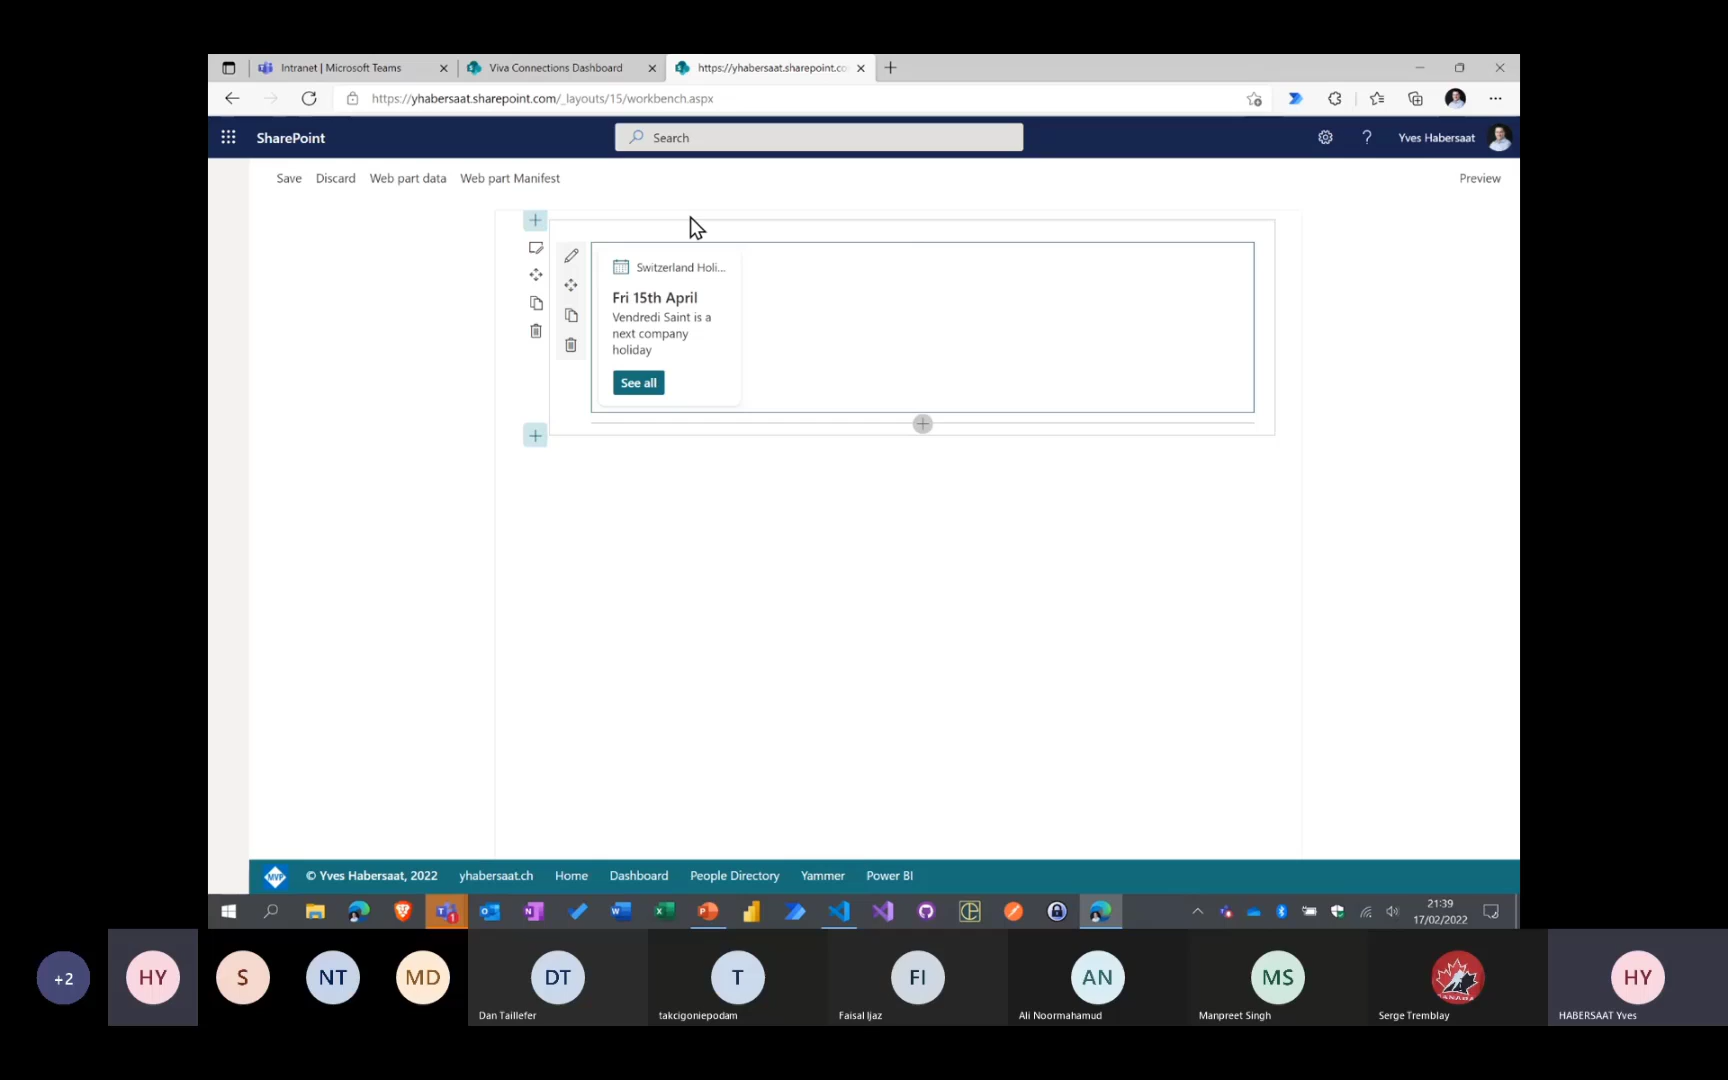 Intranet | Microsoft Teams
Viva Connections Dashboard
https://yhabersaat.sharepoint.co
https://yhabersaat.sharepoint.com/_layouts/15/workbench.aspx
SharePoint
Search
Yves Habersaat
Save
Discard
Web part data
Web part Manifest
Preview
Switzerland Holi...
Fri 15th April
Vendredi Saint is a
next company
holiday
See all
MVP
© Yves Habersaat, 2022
yhabersaat.ch
Home
Dashboard
People Directory
Yammer
Power BI
21:39
17/02/2022
+2
HY
S
NT
MD
DT
Dan Taillefer
T
takcigoniepodam
FI
Faisal Ijaz
AN
Ali Noormahamud
MS
Manpreet Singh
CANADA
Serge Tremblay
HY
HABERSAAT Yves